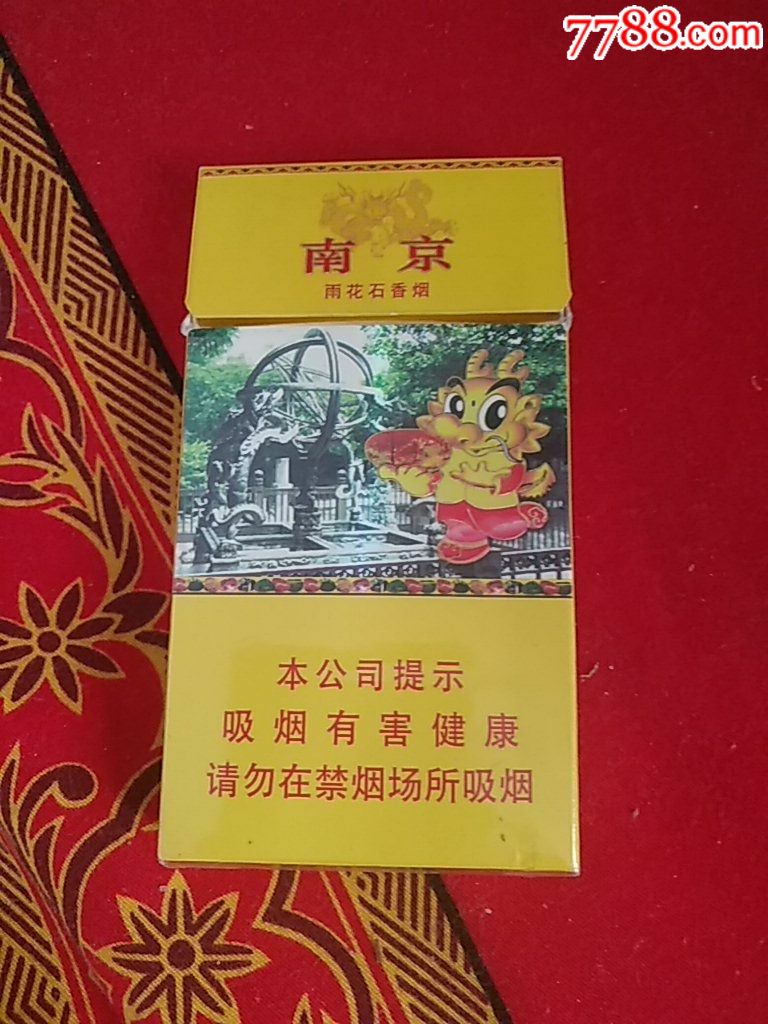 7788.com
南京
雨花石香烟
本公司提示
吸烟有害健康
请勿在禁烟场所吸烟